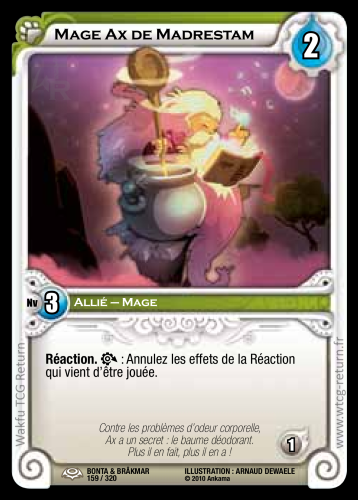 Mage Ax de Madrestam
2
Nv 3 Allié – Mage
Réaction. : Annulez les effets de la Réaction
qui vient d'être jouée.
Contre les problèmes d'odeur corporelle,
Ax a un secret : le baume déodorant.
Plus il en fait, plus il en a !
1
BONTA & BRÂKMAR
159 / 320
ILLUSTRATION : ARNAUD DEWAELE
© 2010 Ankama
Wakfu TCG Return
www.wtcg-return.fr